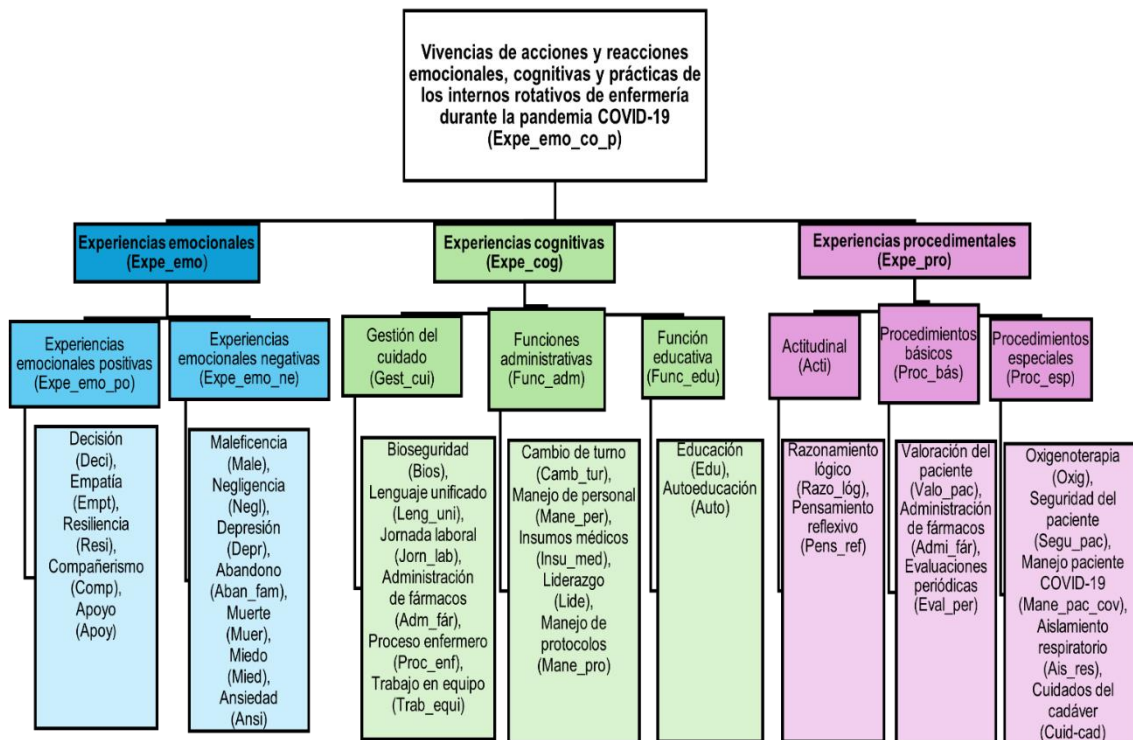 Vivencias de acciones y reacciones
emocionales, cognitivas y prácticas de
los internos rotativos de enfermería
durante la pandemia COVID-19
(Expe_emo_co_p)
Experiencias emocionales
(Expe_emo)
Experiencias cognitivas
(Expe_cog)
Experiencias procedimentales
(Expe_pro)
Experiencias
emocionales positivas
(Expe_emo_po)
Experiencias
emocionales negativas
(Expe_emo_ne)
Gestión del
cuidado
(Gest_cui)
Funciones
administrativas
(Func_adm)
Función
educativa
(Func_edu)
Actitudinal
(Acti)
Procedimientos
básicos
(Proc_bás)
Procedimientos
especiales
(Proc_esp)
Decisión
(Deci),
Empatía
(Empt),
Resiliencia
(Resi),
Compañerismo
(Comp),
Apoyo
(Apoy)
Maleficencia
(Male),
Negligencia
(Negl),
Depresión
(Depr),
Abandono
(Aban_fam),
Muerte
(Muer),
Miedo
(Mied),
Ansiedad
(Ansi)
Bioseguridad
(Bios),
Lenguaje unificado
(Leng_uni),
Jornada laboral
(Jorn_lab),
Administración
de fármacos
(Adm_fár),
Proceso enfermero
(Proc_enf),
Trabajo en equipo
(Trab_equi)
Cambio de turno
(Camb_tur),
Manejo de personal
(Mane_per),
Insumos médicos
(Insu_med),
Liderazgo
(Lide),
Manejo de
protocolos
(Mane_pro)
Educación
(Edu),
Autoeducación
(Auto)
Razonamiento
lógico
(Razo_lóg),
Pensamiento
reflexivo
(Pens_ref)
Valoración del
paciente
(Valo_pac),
Administración
de fármacos
(Admi_fár),
Evaluaciones
periódicas
(Eval_per)
Oxigenoterapia
(Oxig),
Seguridad del
paciente
(Segu_pac),
Manejo paciente
COVID-19
(Mane_pac_cov),
Aislamiento
respiratorio
(Ais_res),
Cuidados del
cadáver
(Cuid-cad)